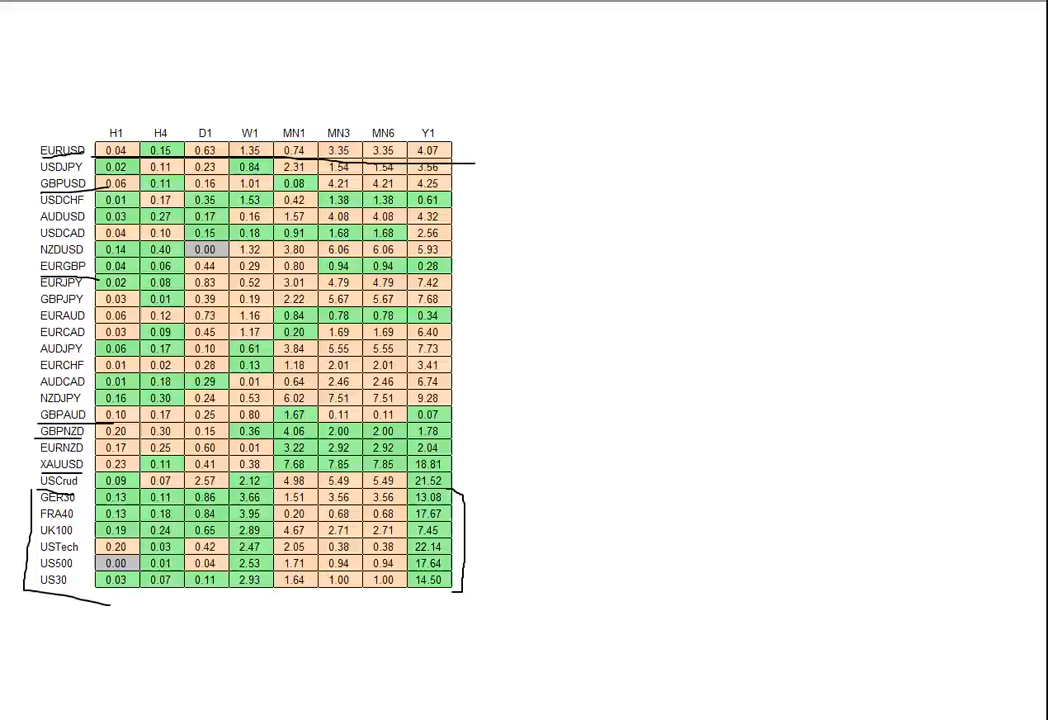 H1 H4 D1 W1 MN1 MN3 MN6 Y1
EURUSD 0.04 0.15 0.63 1.35 0.74 3.35 3.35 4.07
USDJPY 0.02 0.11 0.23 0.84 2.31 1.54 1.54 3.56
GBPUSD 0.06 0.11 0.16 1.01 0.08 4.21 4.21 4.25
USDCHF 0.01 0.17 0.35 1.53 0.42 1.38 1.38 0.61
AUDUSD 0.03 0.27 0.17 0.16 1.57 4.08 4.08 4.32
USDCAD 0.04 0.10 0.15 0.18 0.91 1.68 1.68 2.56
NZDUSD 0.14 0.40 0.00 1.32 3.80 6.06 6.06 5.93
EURGBP 0.04 0.06 0.44 0.29 0.80 0.94 0.94 0.28
EURJPY 0.02 0.08 0.83 0.52 3.01 4.79 4.79 7.42
GBPJPY 0.03 0.01 0.39 0.19 2.22 5.67 5.67 7.68
EURAUD 0.06 0.12 0.73 1.16 0.84 0.78 0.78 0.34
EURCAD 0.03 0.09 0.45 1.17 0.20 1.69 1.69 6.40
AUDJPY 0.06 0.17 0.10 0.61 3.84 5.55 5.55 7.73
EURCHF 0.01 0.02 0.28 0.13 1.18 2.01 2.01 3.41
AUDCAD 0.01 0.18 0.29 0.01 0.64 2.46 2.46 6.74
NZDJPY 0.16 0.30 0.24 0.53 6.02 7.51 7.51 9.28
GBPAUD 0.10 0.17 0.25 0.80 1.67 0.11 0.11 0.07
GBPNZD 0.20 0.30 0.15 0.36 4.06 2.00 2.00 1.78
EURNZD 0.17 0.25 0.60 0.01 3.22 2.92 2.92 2.04
XAUUSD 0.23 0.11 0.41 0.38 7.68 7.85 7.85 18.81
USCrud 0.09 0.07 2.57 2.12 4.98 5.49 5.49 21.52
GER30 0.13 0.11 0.86 3.66 1.51 3.56 3.56 13.08
FRA40 0.13 0.18 0.84 3.95 0.20 0.68 0.68 17.67
UK100 0.19 0.24 0.65 2.89 4.67 2.71 2.71 7.45
USTech 0.20 0.03 0.42 2.47 2.05 0.38 0.38 22.14
US500 0.00 0.01 0.04 2.53 1.71 0.94 0.94 17.64
US30 0.03 0.07 0.11 2.93 1.64 1.00 1.00 14.50